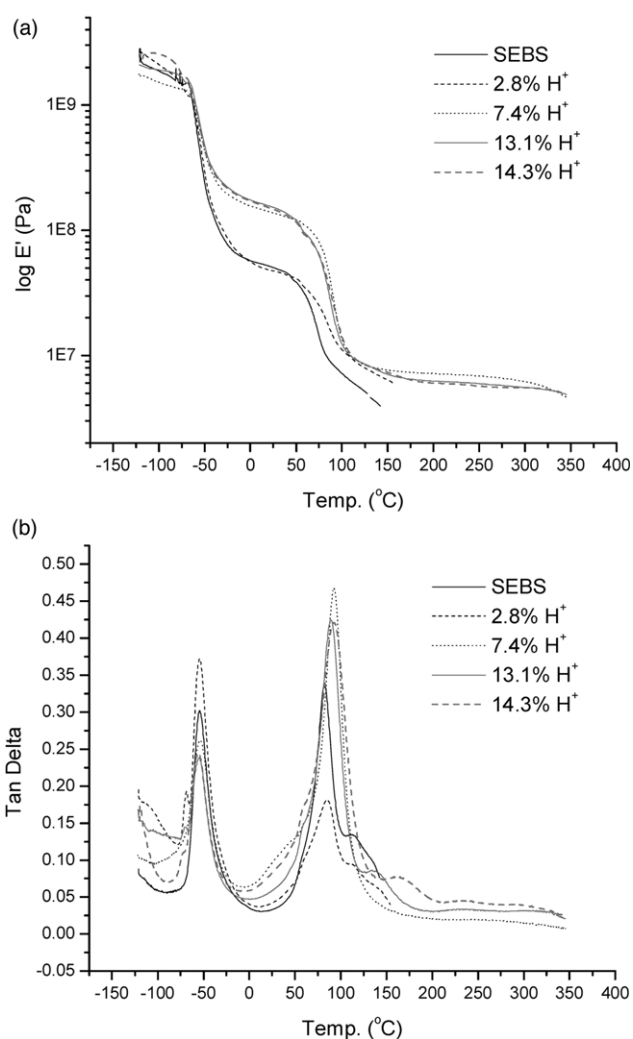 (a)
SEBS
2.8% H⁺
7.4% H⁺
13.1% H⁺
14.3% H⁺
1E9
1E8
1E7
log E' (Pa)
-150 -100 -50 0 50 100 150 200 250 300 350 400
Temp. (°C)
(b)
SEBS
2.8% H⁺
7.4% H⁺
13.1% H⁺
14.3% H⁺
0.50
0.45
0.40
0.35
0.30
0.25
0.20
0.15
0.10
0.05
0.00
-0.05
Tan Delta
-150 -100 -50 0 50 100 150 200 250 300 350 400
Temp. (°C)